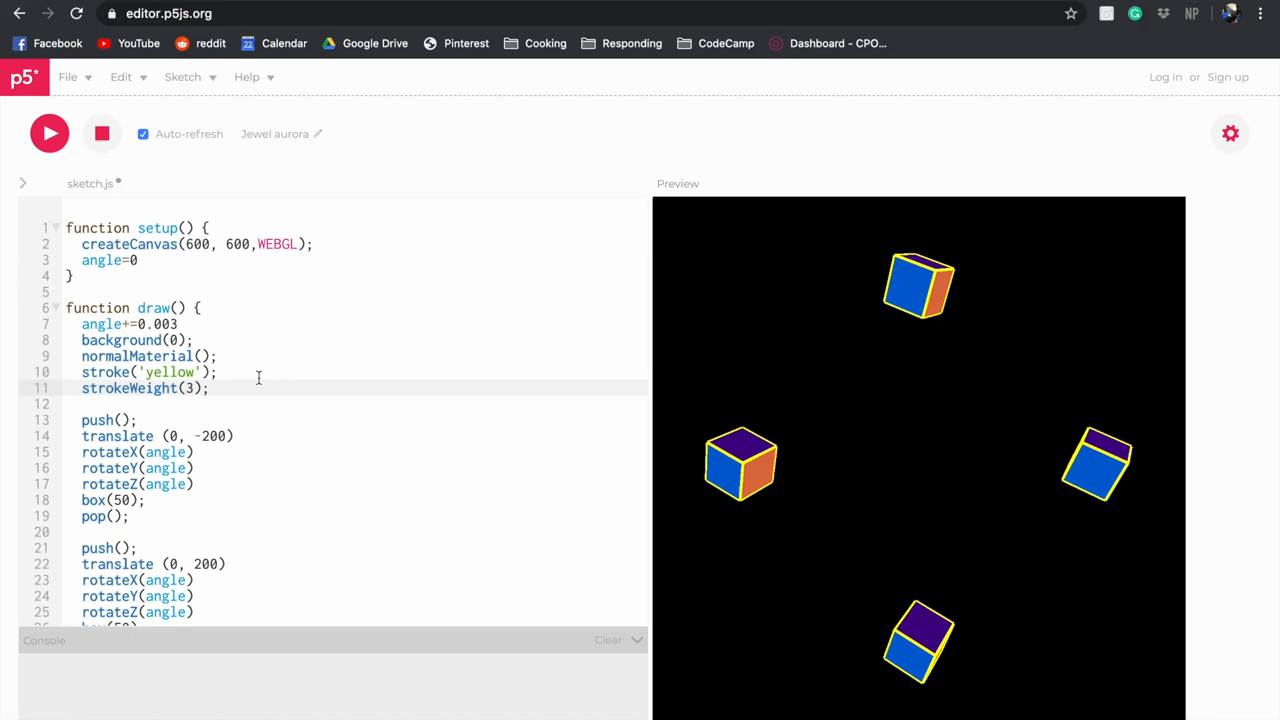 editor.p5js.org
NP
Facebook YouTube reddit 22 Calendar Google Drive Pinterest Cooking Responding CodeCamp Dashboard - CPO...
p5* File Edit Sketch Help Log in or Sign up
Auto-refresh Jewel aurora
sketch.js
Preview
1 function setup() {
2 createCanvas(600, 600,WEBGL);
3 angle=0
4 }
5
6 function draw() {
7 angle+=0.003
8 background(0);
9 normalMaterial();
10 stroke('yellow');
11 strokeWeight(3);
12
13 push();
14 translate (0, -200)
15 rotateX(angle)
16 rotateY(angle)
17 rotateZ(angle)
18 box(50);
19 pop();
20
21 push();
22 translate (0, 200)
23 rotateX(angle)
24 rotateY(angle)
25 rotateZ(angle)
Console Clear